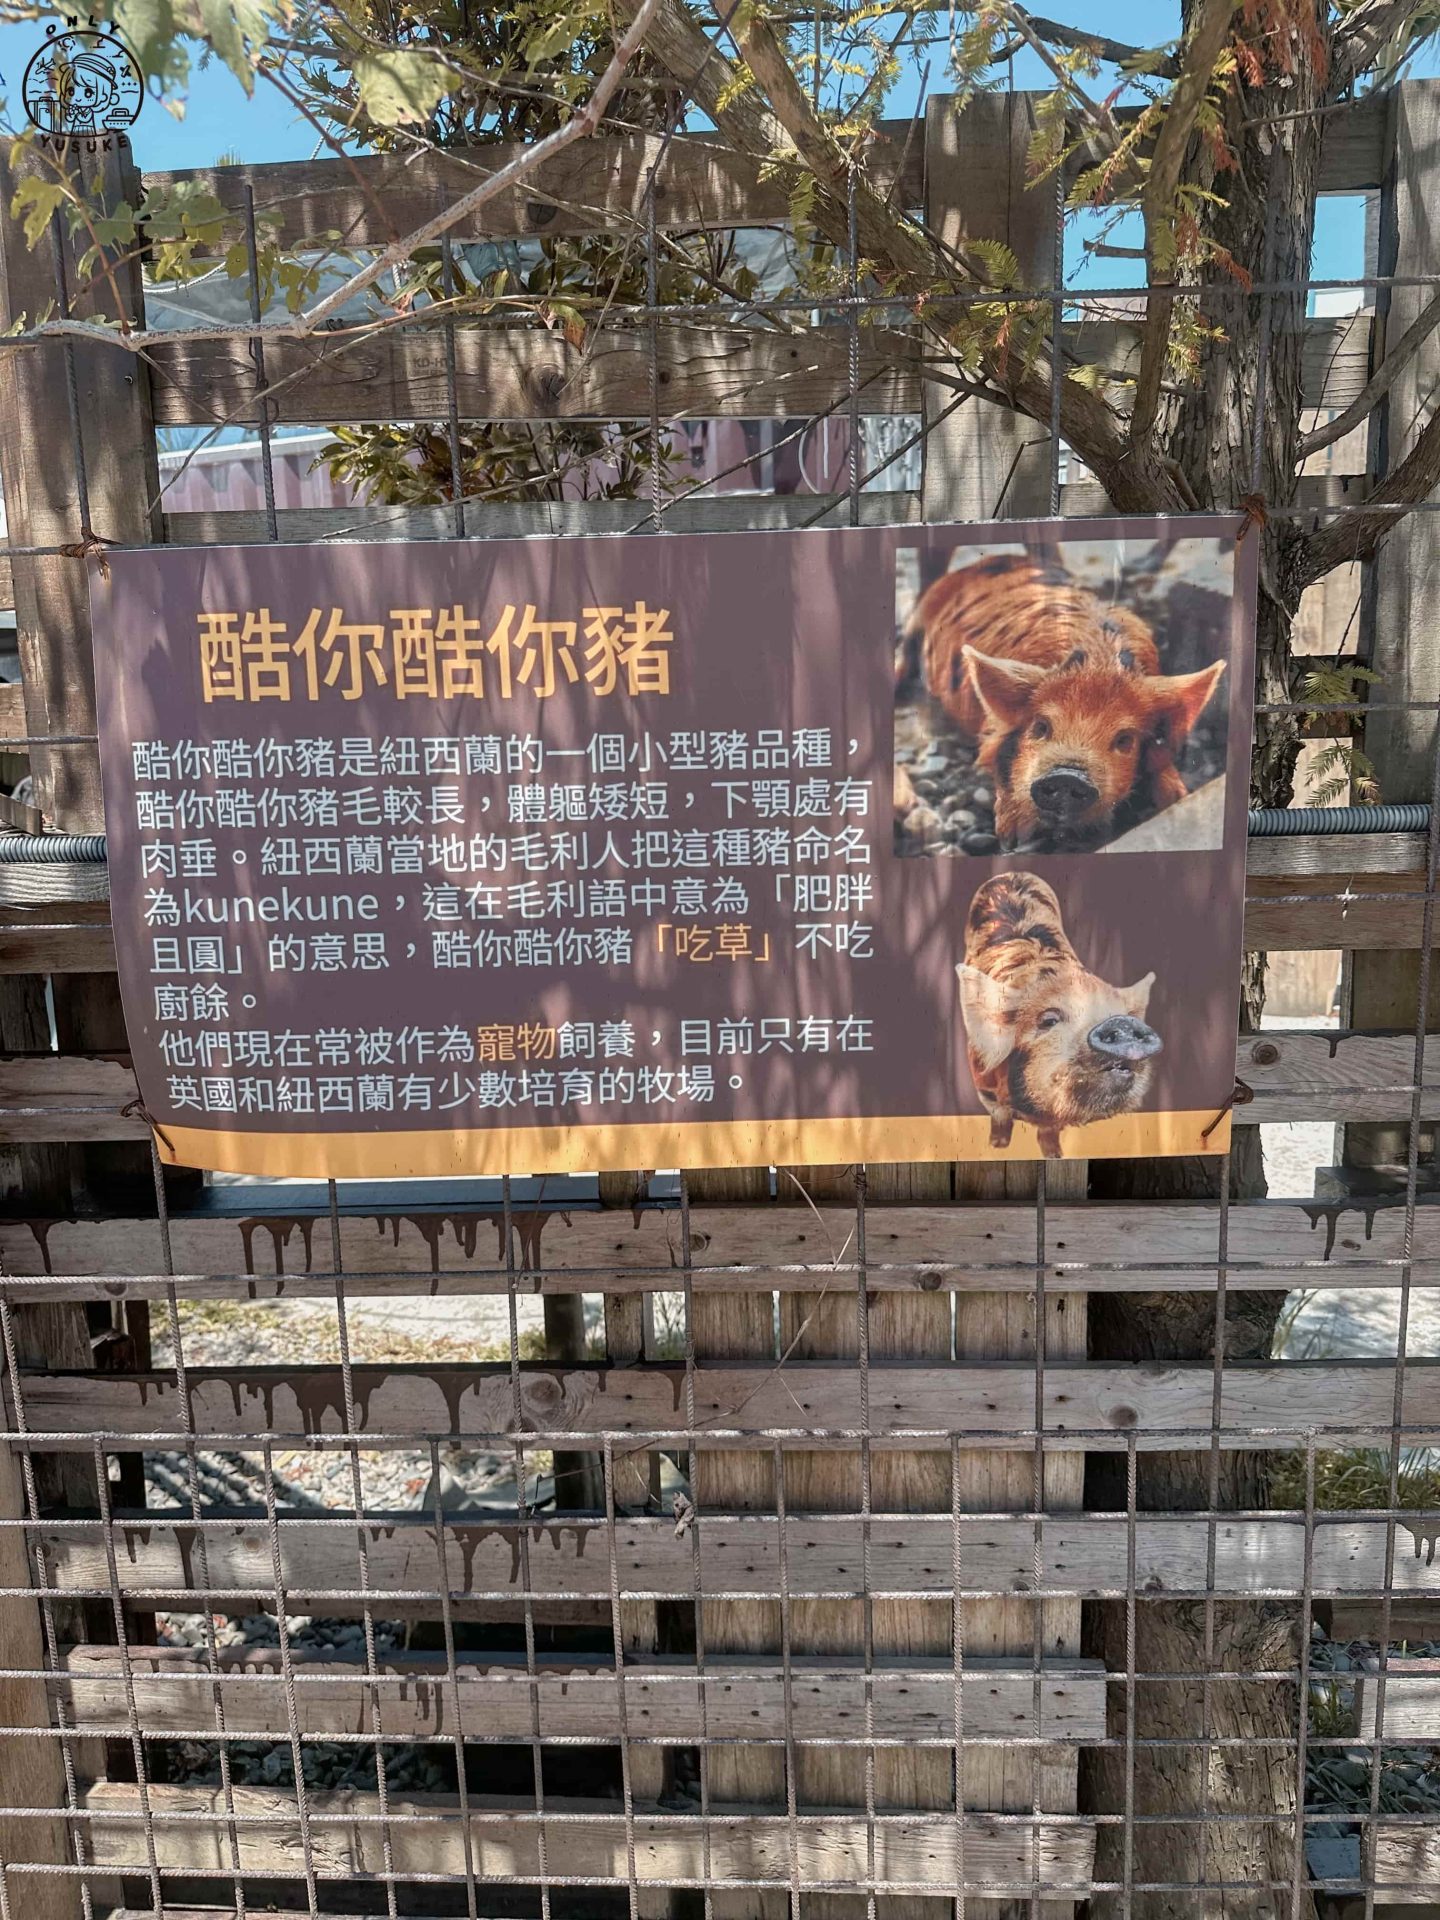 ONLY
YUSUKE
KD-HT
酷你酷你豬
酷你酷你豬是紐西蘭的一個小型豬品種，
酷你酷你豬毛較長，體軀矮短，下顎處有
肉垂。紐西蘭當地的毛利人把這種豬命名
為kunekune，這在毛利語中意為「肥胖
且圓」的意思，酷你酷你豬「吃草」不吃
廚餘。
他們現在常被作為寵物飼養，目前只有在
英國和紐西蘭有少數培育的牧場。